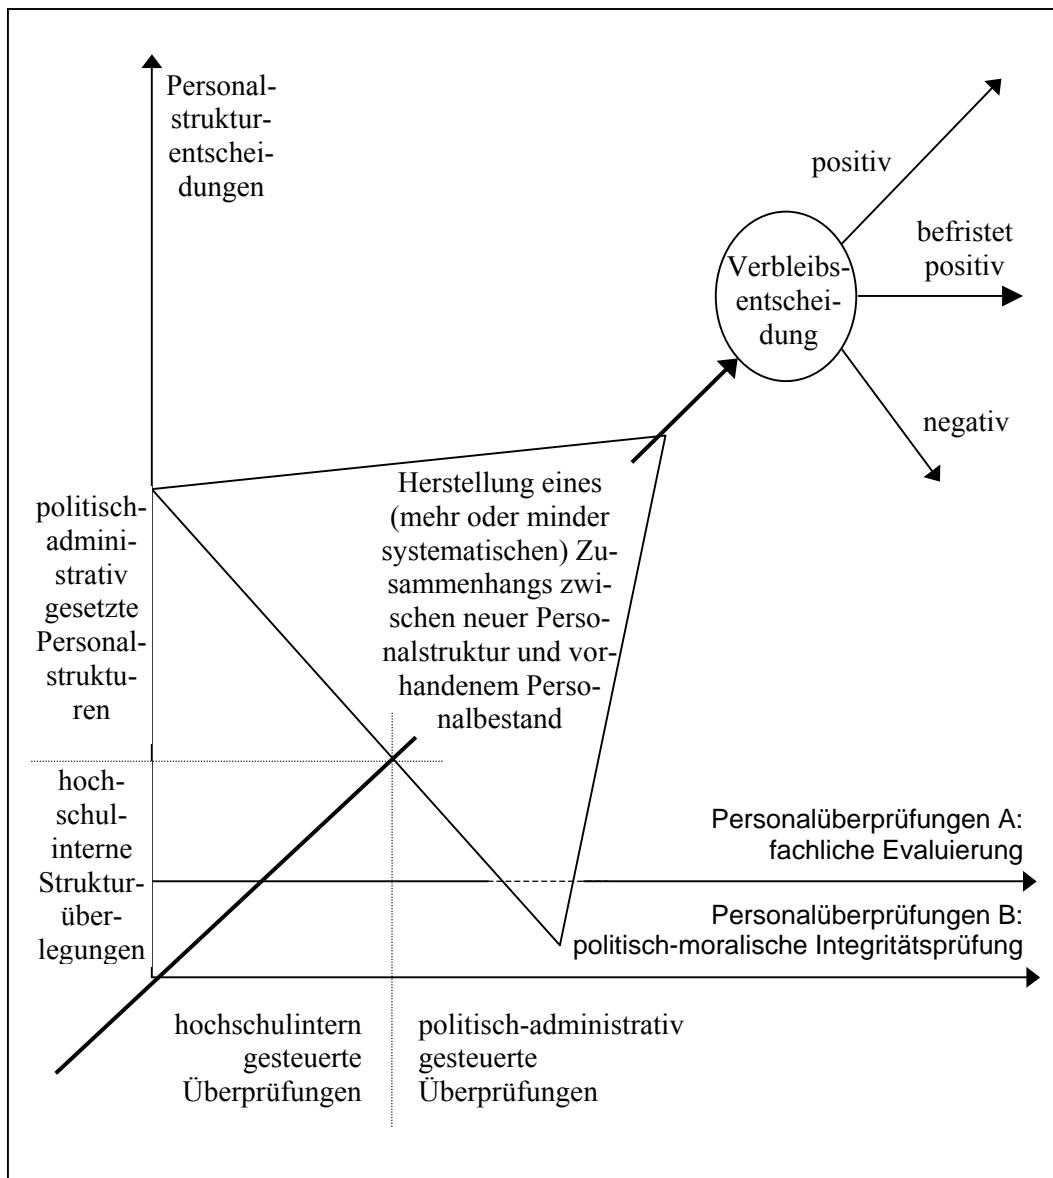 Personal-
struktur-
entschei-
dungen
positiv
befristet
positiv
Verbleibs-
entschei-
dung
negativ
politisch-
admini-
strativ
gesetzte
Personal-
struktu-
ren
Herstellung eines
(mehr oder minder
systematischen) Zu-
sammenhangs zwi-
schen neuer Perso-
nalstruktur und vor-
handenem Perso-
nalbestand
hoch-
schul-
interne
Struktur-
über-
legungen
Personalüberprüfungen A:
fachliche Evaluierung
Personalüberprüfungen B:
politisch-moralische Integritätsprüfung
hochschulintern
gesteuerte
Überprüfungen
politisch-administrativ
gesteuerte
Überprüfungen